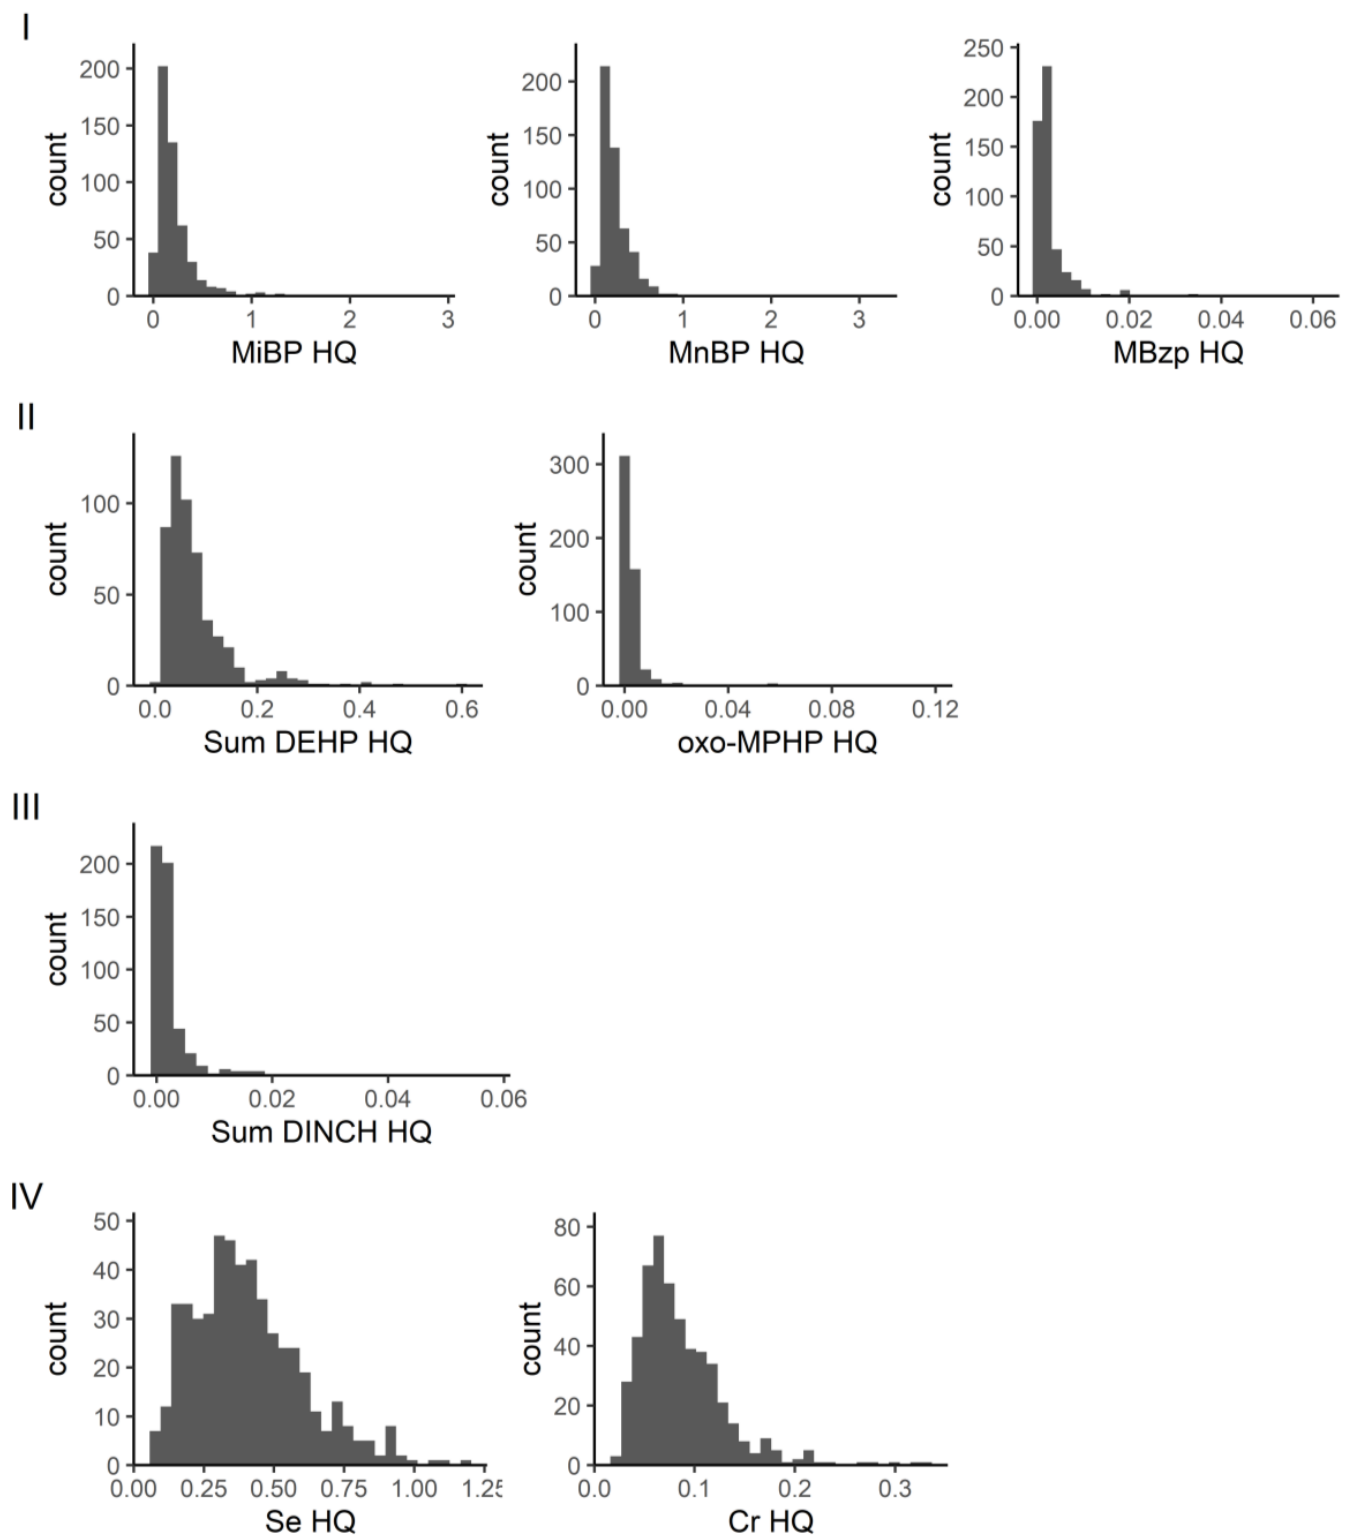 I
count
200
150
100
50
0
0 1 2 3
MiBP HQ
count
200
150
100
50
0
0 1 2 3
MnBP HQ
count
250
200
150
100
50
0
0.00 0.02 0.04 0.06
MBzp HQ
II
count
100
50
0
0.0 0.2 0.4 0.6
Sum DEHP HQ
count
300
200
100
0
0.00 0.04 0.08 0.12
oxo-MPHP HQ
III
count
200
150
100
50
0
0.00 0.02 0.04 0.06
Sum DINCH HQ
IV
count
50
40
30
20
10
0
0.00 0.25 0.50 0.75 1.00 1.25
Se HQ
count
80
60
40
20
0
0.0 0.1 0.2 0.3
Cr HQ